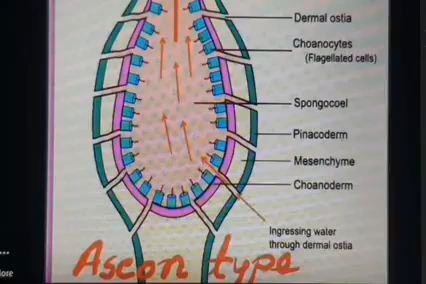 Dermal ostia
Choanocytes
(Flagellated cells)
Spongocoel
Pinacoderm
Mesenchyme
Choanoderm
Ingressing water
through dermal ostia
Ascon type